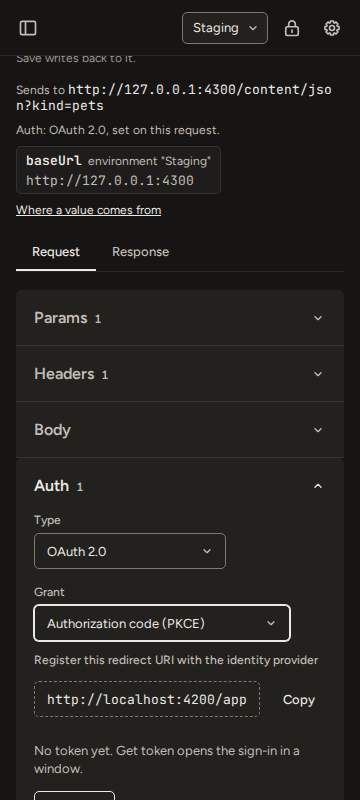 Staging
Save writes back to it.
Sends to http://127.0.0.1:4300/content/jso
n?kind=pets
Auth: OAuth 2.0, set on this request.
baseUrl environment "Staging"
http://127.0.0.1:4300
Where a value comes from
Request Response
Params 1
Headers 1
Body
Auth 1
Type
OAuth 2.0
Grant
Authorization code (PKCE)
Register this redirect URI with the identity provider
http://localhost:4200/app Copy
No token yet. Get token opens the sign-in in a
window.